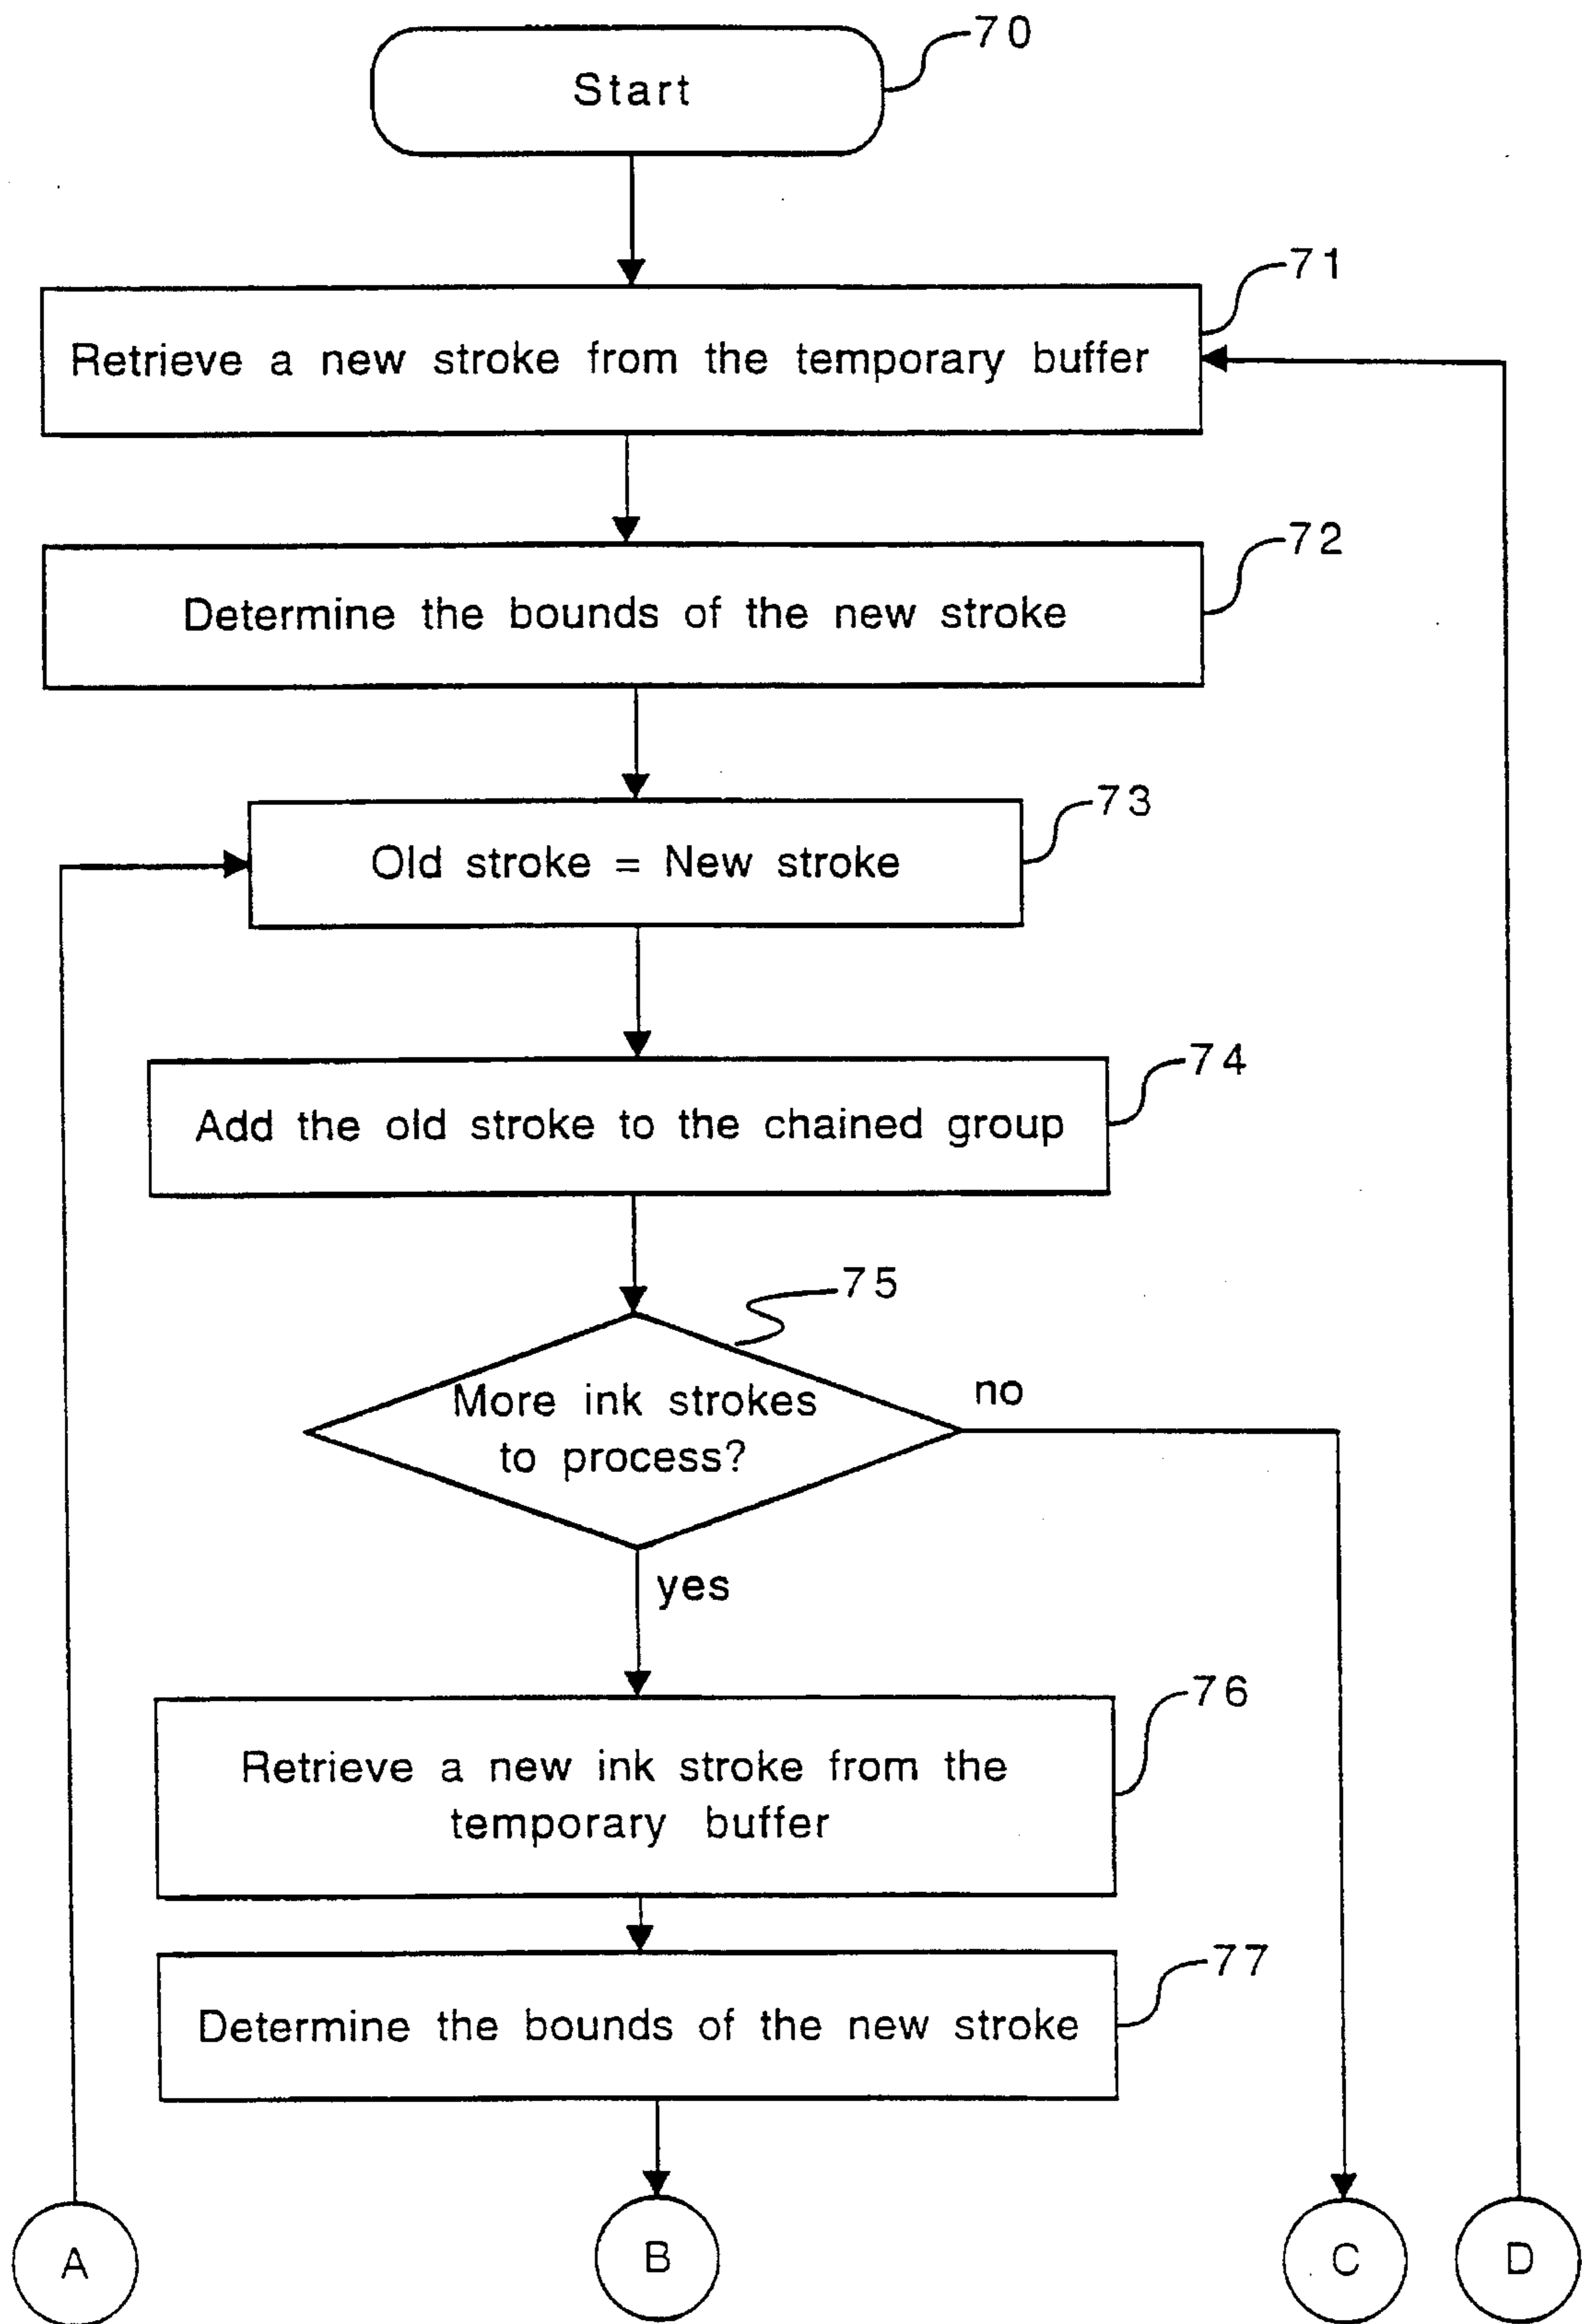 70
Start
71
Retrieve a new stroke from the temporary buffer
72
Determine the bounds of the new stroke
73
Old stroke = New stroke
74
Add the old stroke to the chained group
75
More ink strokes
to process?
no
yes
76
Retrieve a new ink stroke from the
temporary buffer
77
Determine the bounds of the new stroke
A
B
C
D